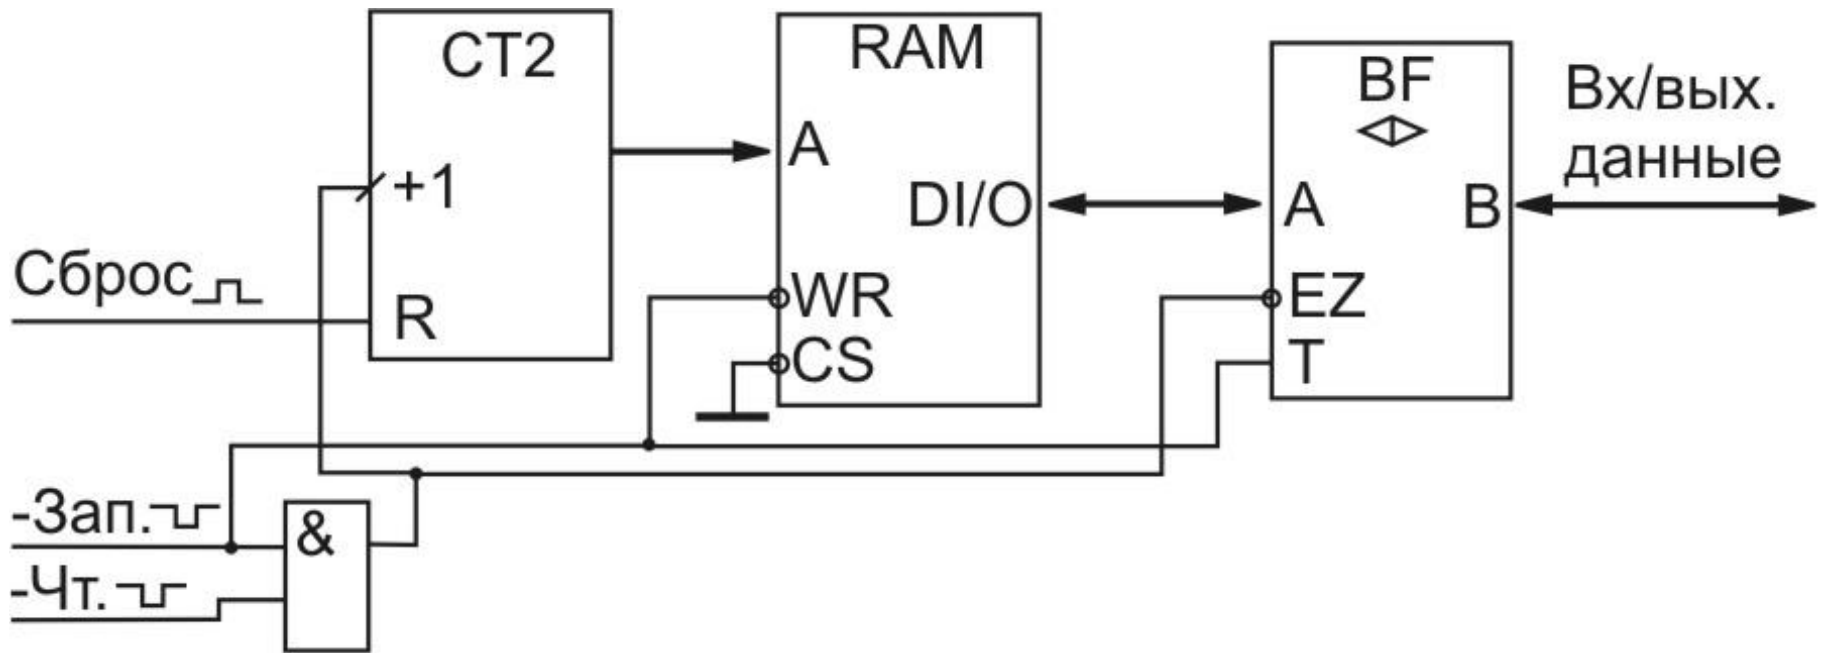 CT2
+1
R
RAM
A
DI/O
WR
CS
BF
A
B
EZ
T
Вх/вых.
данные
Сброс
-Зап.
-Чт.
&